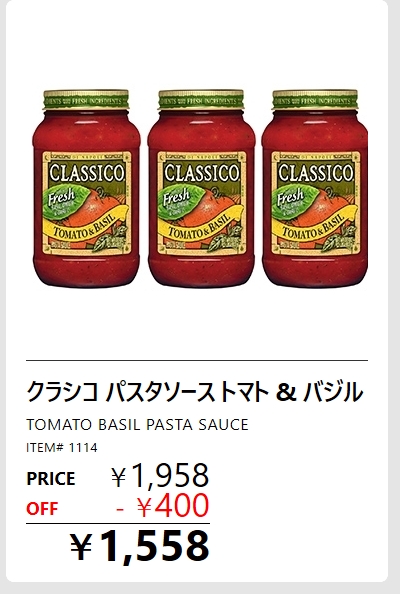 CLASSICO
CLASSICO
CLASSICO
Fresh
Fresh
Fresh
TOMATO & BASIL
TOMATO & BASIL
TOMATO & BASIL
クラシコ パスタソース トマト & バジル
TOMATO BASIL PASTA SAUCE
ITEM# 1114
PRICE ￥1,958
OFF - ￥400
￥1,558